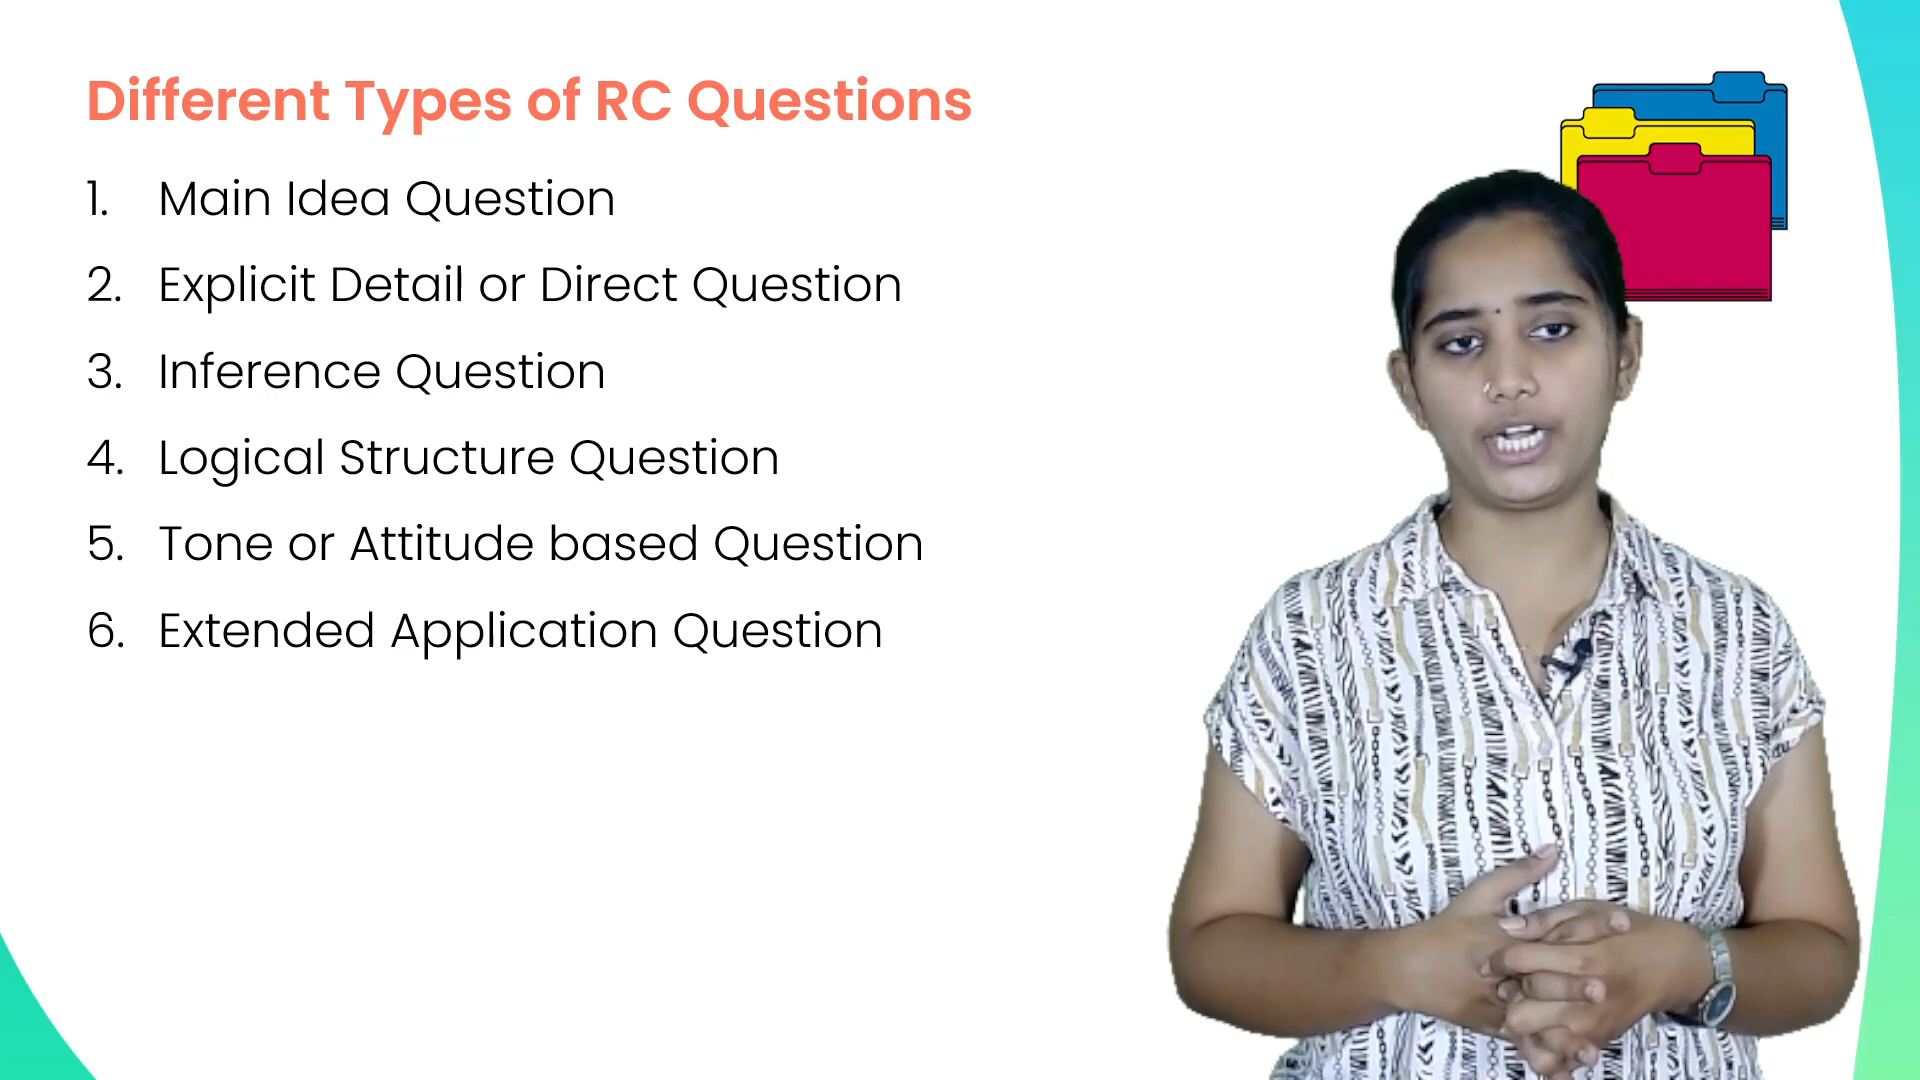 Different Types of RC Questions
1. Main Idea Question
2. Explicit Detail or Direct Question
3. Inference Question
4. Logical Structure Question
5. Tone or Attitude based Question
6. Extended Application Question